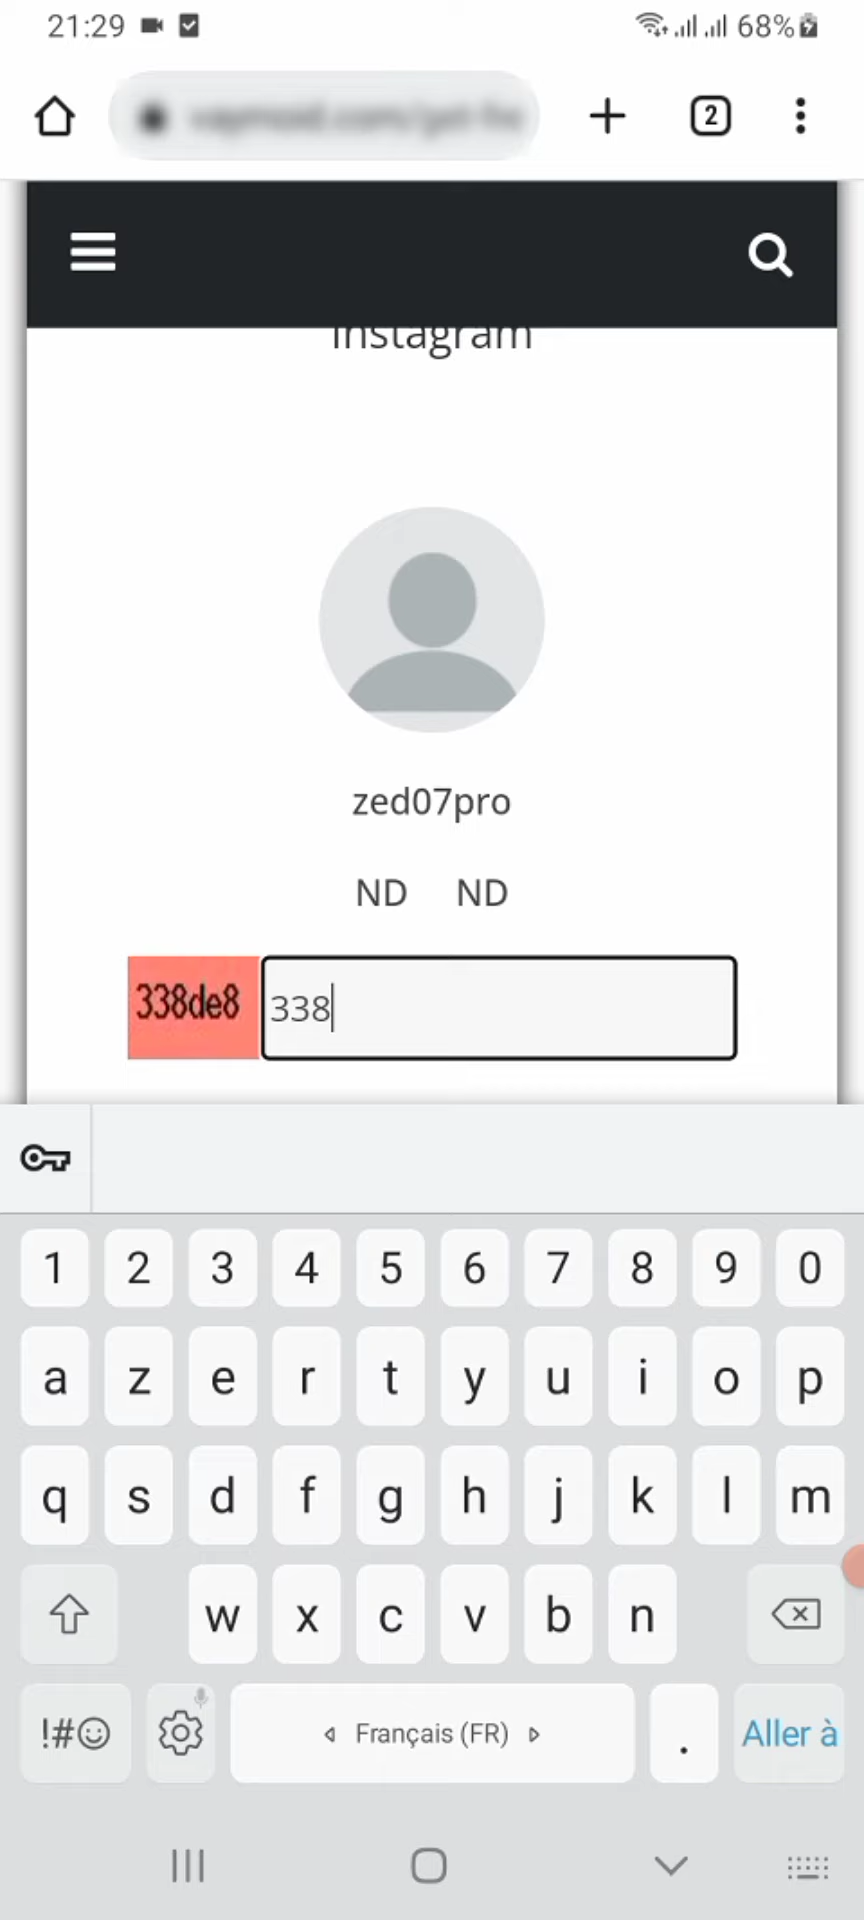 21:29 68%
2
Instagram
zed07pro
ND ND
338de8 338
1 2 3 4 5 6 7 8 9 0
a z e r t y u i o p
q s d f g h j k l m
w x c v b n
!#☺ Français (FR) . Aller à